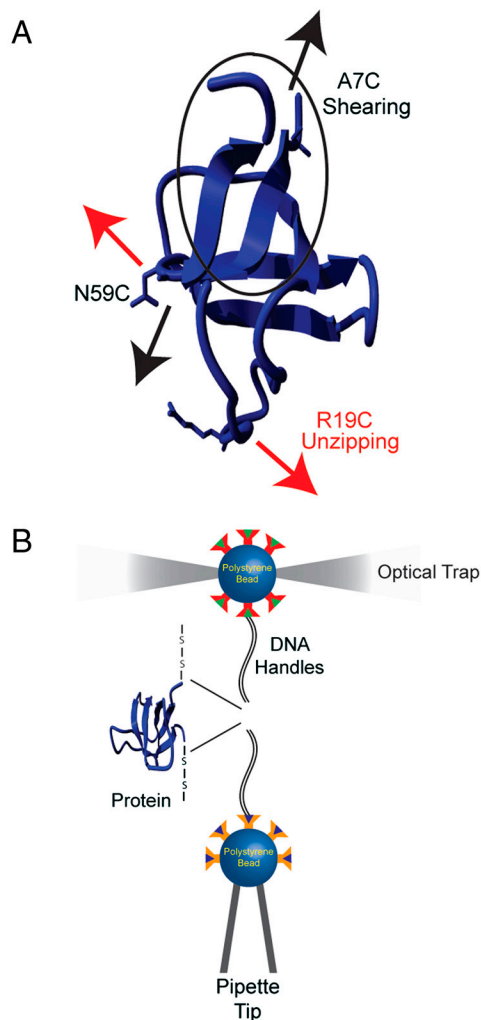 A
A7C
Shearing
N59C
R19C
Unzipping
B
Polystyrene
Bead
Optical Trap
DNA
Handles
S
S
Protein
S
S
Polystyrene
Bead
Pipette
Tip